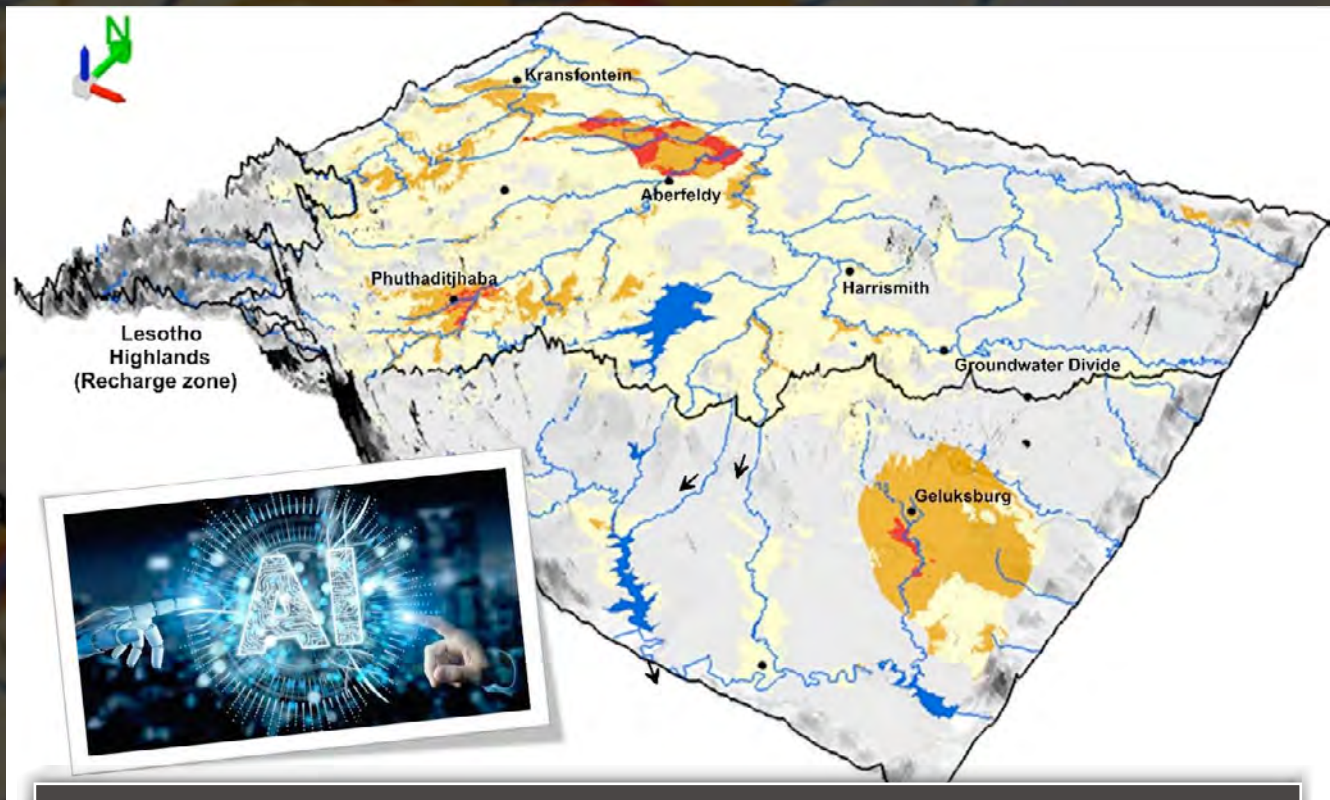 N
Kransfontein
Aberfeldy
Phuthaditjhaba
Harrismith
Lesotho
Highlands
(Recharge zone)
Groundwater Divide
Geluksburg
AI